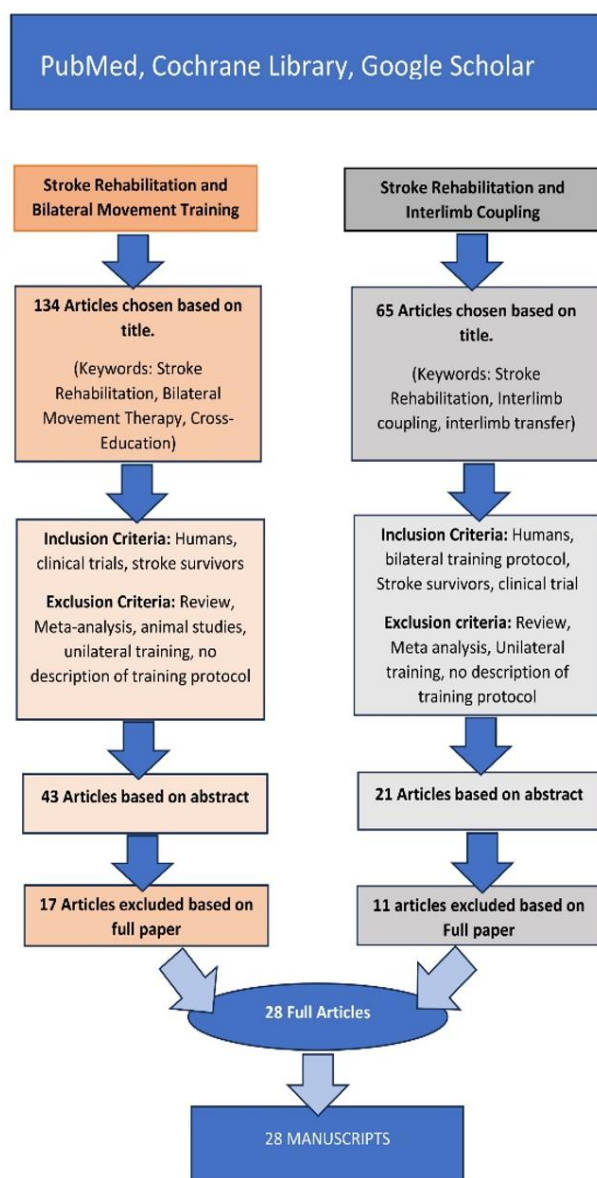 PubMed, Cochrane Library, Google Scholar
Stroke Rehabilitation and
Bilateral Movement Training
134 Articles chosen based on
title.
(Keywords: Stroke
Rehabilitation, Bilateral
Movement Therapy, Cross-
Education)
Inclusion Criteria: Humans,
clinical trials, stroke survivors
Exclusion Criteria: Review,
Meta-analysis, animal studies,
unilateral training, no
description of training protocol
43 Articles based on abstract
17 Articles excluded based on
full paper
Stroke Rehabilitation and
Interlimb Coupling
65 Articles chosen based on
title.
(Keywords: Stroke
Rehabilitation, Interlimb
coupling, interlimb transfer)
Inclusion Criteria: Humans,
bilateral training protocol,
Stroke survivors, clinical trial
Exclusion criteria: Review,
Meta analysis, Unilateral
training, no description of
training protocol
21 Articles based on abstract
11 articles excluded based on
Full paper
28 Full Articles
28 MANUSCRIPTS